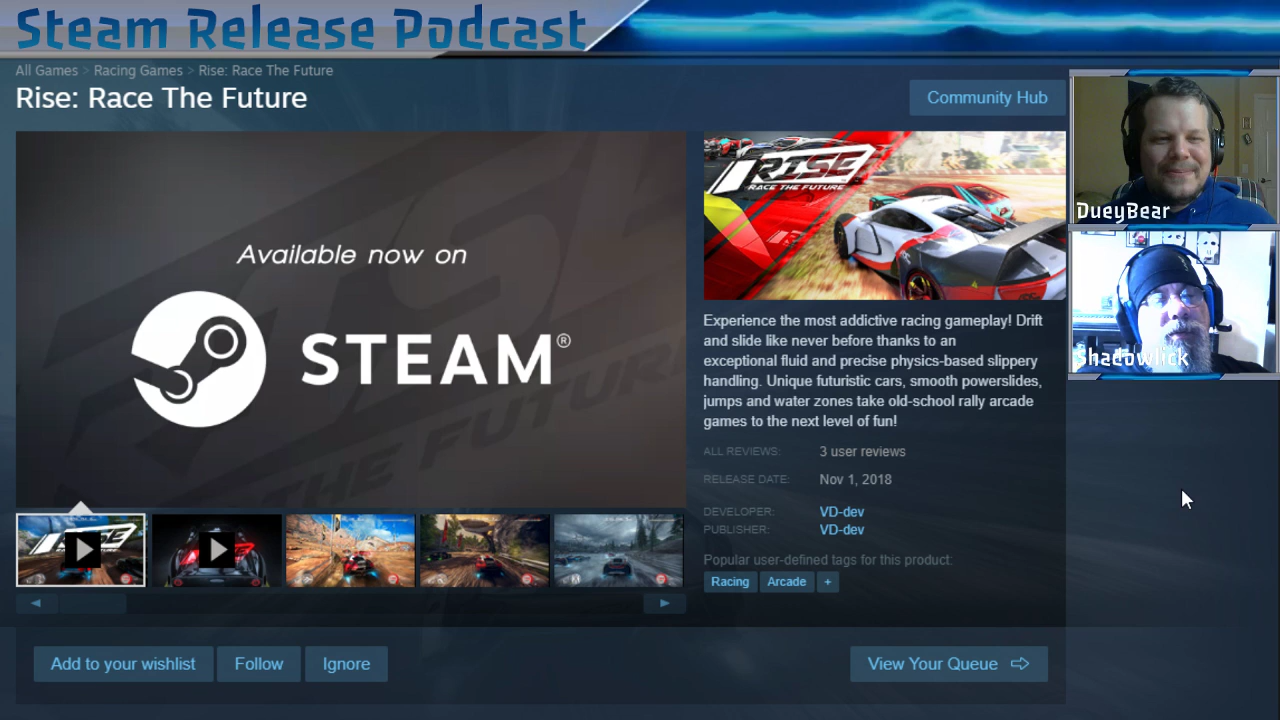 Steam Release Podcast
All Games > Racing Games > Rise: Race The Future
Rise: Race The Future
Community Hub
Available now on
STEAM®
RISE
RACE THE FUTURE
DueyBear
Shadowlick
Experience the most addictive racing gameplay! Drift
and slide like never before thanks to an
exceptional fluid and precise physics-based slippery
handling. Unique futuristic cars, smooth powerslides,
jumps and water zones take old-school rally arcade
games to the next level of fun!
ALL REVIEWS: 3 user reviews
RELEASE DATE: Nov 1, 2018
DEVELOPER: VD-dev
PUBLISHER: VD-dev
Popular user-defined tags for this product:
Racing Arcade +
Add to your wishlist Follow Ignore
View Your Queue